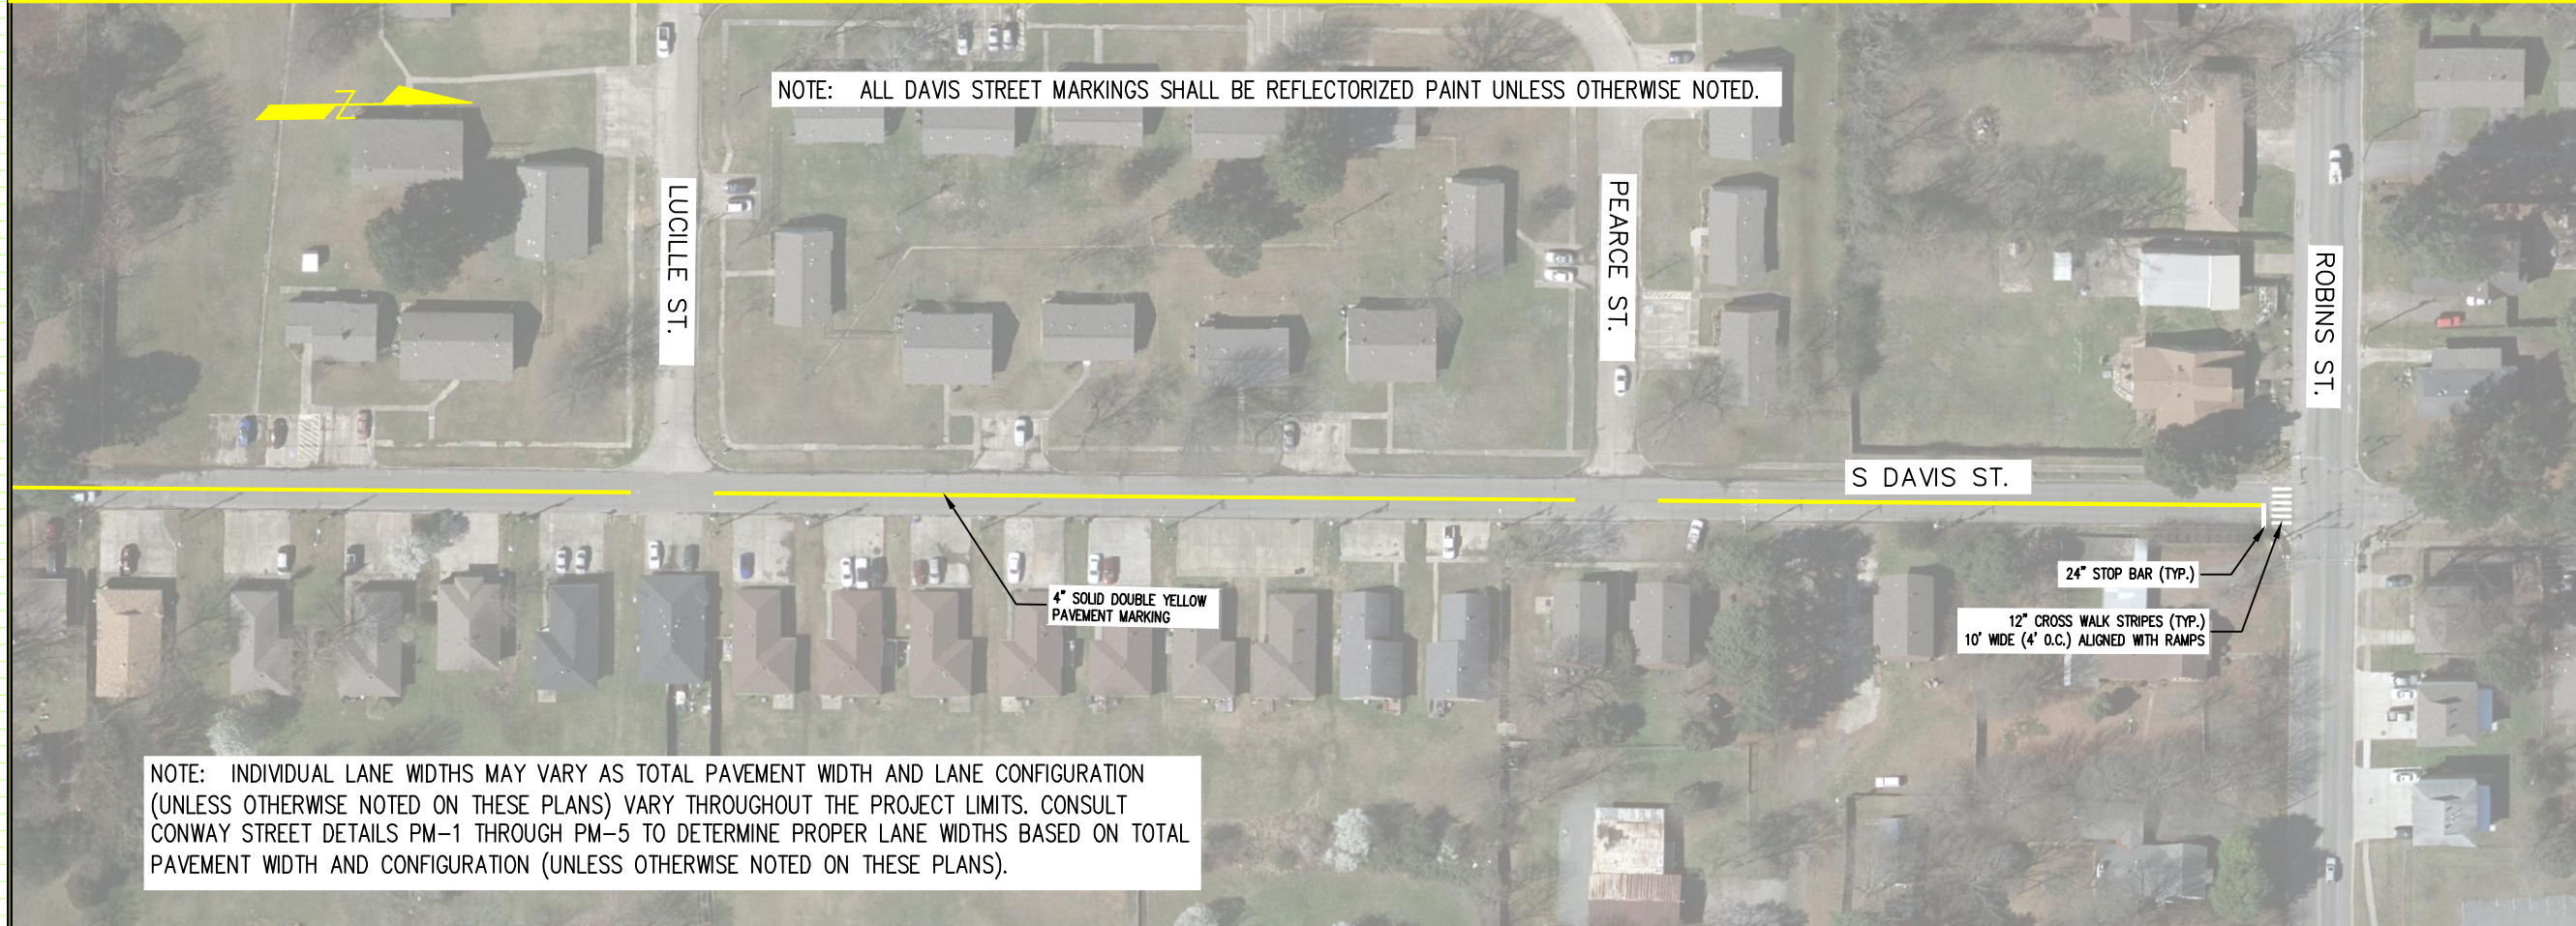 NOTE: ALL DAVIS STREET MARKINGS SHALL BE REFLECTORIZED PAINT UNLESS OTHERWISE NOTED.
Z
LUCILLE ST.
PEARCE ST.
ROBINS ST.
S DAVIS ST.
4" SOLID DOUBLE YELLOW
PAVEMENT MARKING
24" STOP BAR (TYP.)
12" CROSS WALK STRIPES (TYP.)
10' WIDE (4' O.C.) ALIGNED WITH RAMPS
NOTE: INDIVIDUAL LANE WIDTHS MAY VARY AS TOTAL PAVEMENT WIDTH AND LANE CONFIGURATION
(UNLESS OTHERWISE NOTED ON THESE PLANS) VARY THROUGHOUT THE PROJECT LIMITS. CONSULT
CONWAY STREET DETAILS PM-1 THROUGH PM-5 TO DETERMINE PROPER LANE WIDTHS BASED ON TOTAL
PAVEMENT WIDTH AND CONFIGURATION (UNLESS OTHERWISE NOTED ON THESE PLANS).